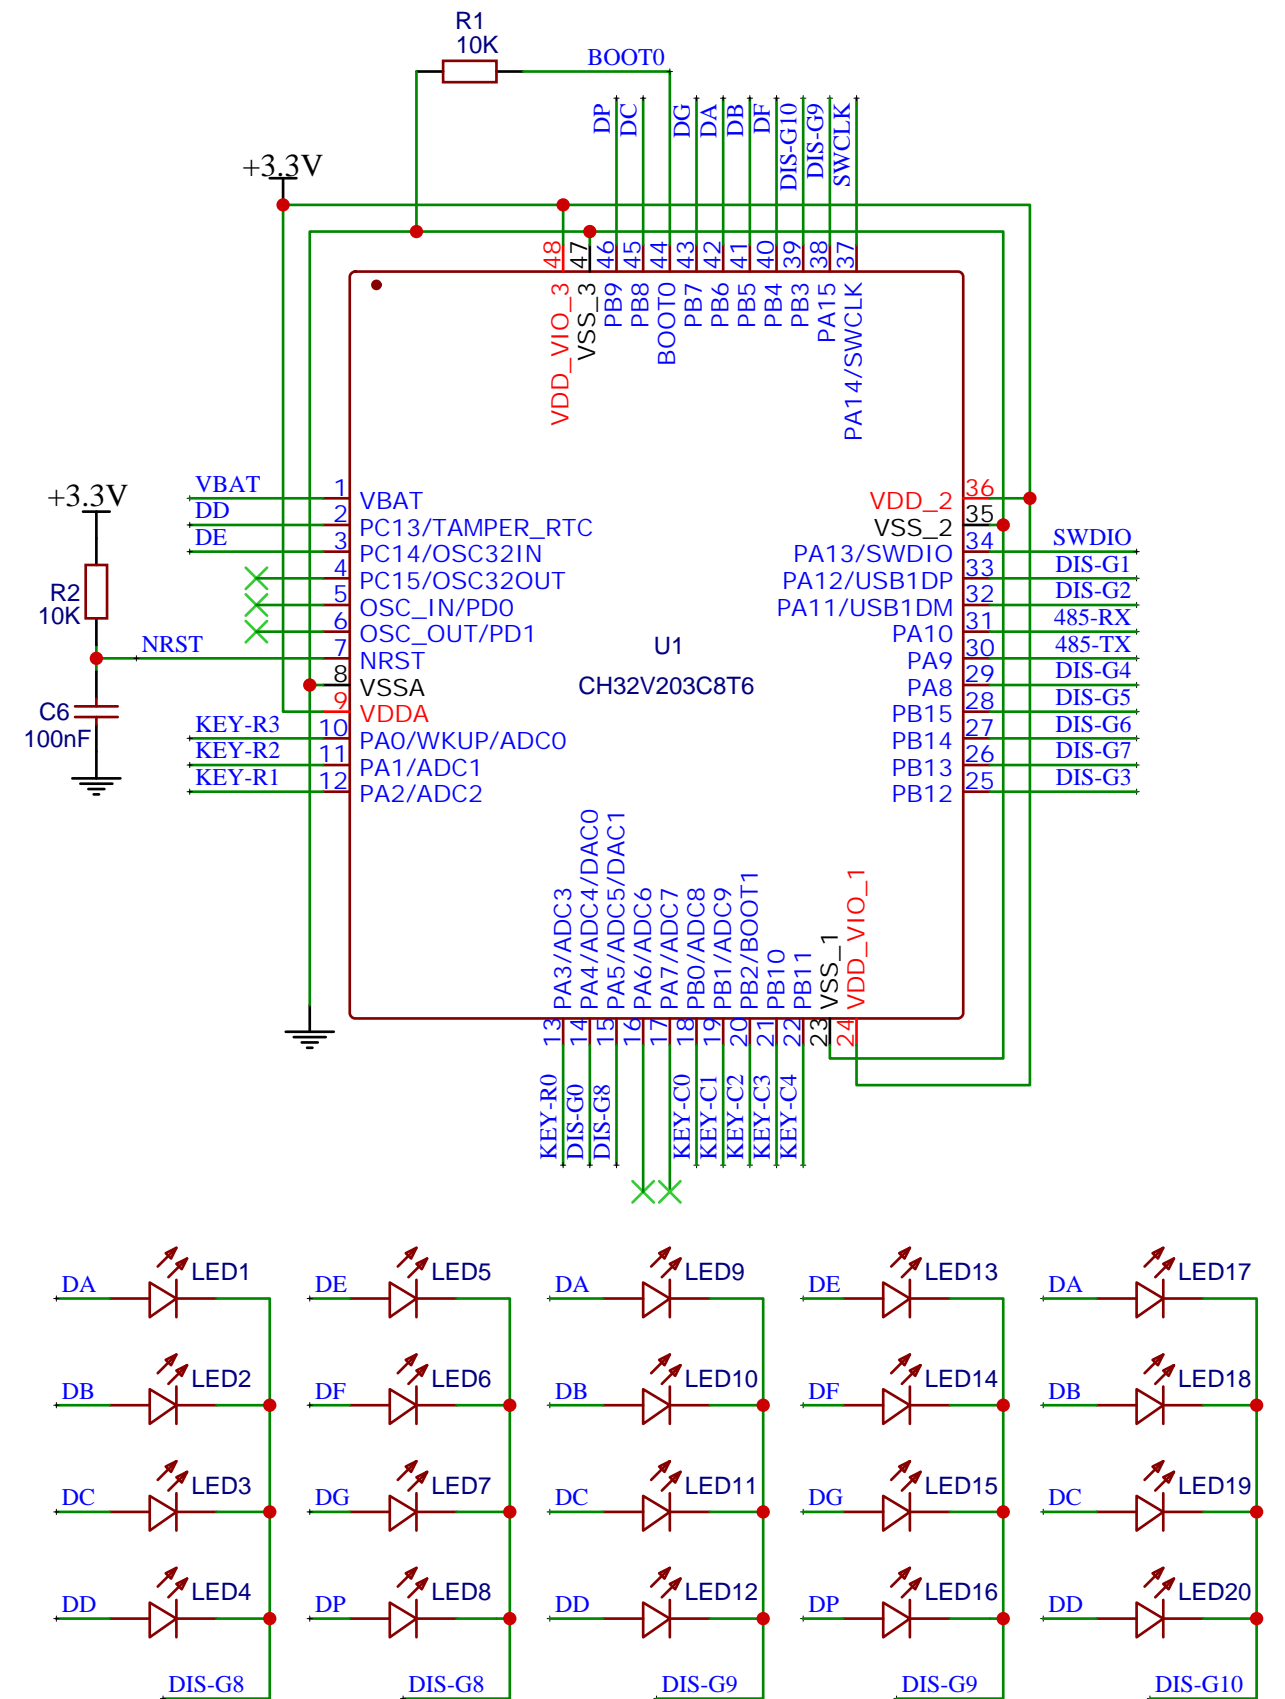 R1
10K
BOOT0
DP
DC
DG
DA
DB
DF
DIS-G10
DIS-G9
SWCLK
+3.3V
48
47
46
45
44
43
42
41
40
39
38
37
VDD_VIO_3
VSS_3
PB9
PB8
BOOT0
PB7
PB6
PB5
PB4
PB3
PA15
PA14/SWCLK
VBAT 1 VBAT
DD 2 PC13/TAMPER_RTC
DE 3 PC14/OSC32IN
4 PC15/OSC32OUT
5 OSC_IN/PD0
6 OSC_OUT/PD1
NRST 7 NRST
8 VSSA
9 VDDA
KEY-R3 10 PA0/WKUP/ADC0
KEY-R2 11 PA1/ADC1
KEY-R1 12 PA2/ADC2
+3.3V
R2
10K
C6
100nF
U1
CH32V203C8T6
VDD_2 36
VSS_2 35
PA13/SWDIO 34 SWDIO
PA12/USB1DP 33 DIS-G1
PA11/USB1DM 32 DIS-G2
PA10 31 485-RX
PA9 30 485-TX
PA8 29 DIS-G4
PB15 28 DIS-G5
PB14 27 DIS-G6
PB13 26 DIS-G7
PB12 25 DIS-G3
PA3/ADC3
PA4/ADC4/DAC0
PA5/ADC5/DAC1
PA6/ADC6
PA7/ADC7
PB0/ADC8
PB1/ADC9
PB2/BOOT1
PB10
PB11
VSS_1
VDD_VIO_1
13
14
15
16
17
18
19
20
21
22
23
24
KEY-R0
DIS-G0
DIS-G8
KEY-C0
KEY-C1
KEY-C2
KEY-C3
KEY-C4
DA LED1
DB LED2
DC LED3
DD LED4
DIS-G8
DE LED5
DF LED6
DG LED7
DP LED8
DIS-G8
DA LED9
DB LED10
DC LED11
DD LED12
DIS-G9
DE LED13
DF LED14
DG LED15
DP LED16
DIS-G9
DA LED17
DB LED18
DC LED19
DD LED20
DIS-G10